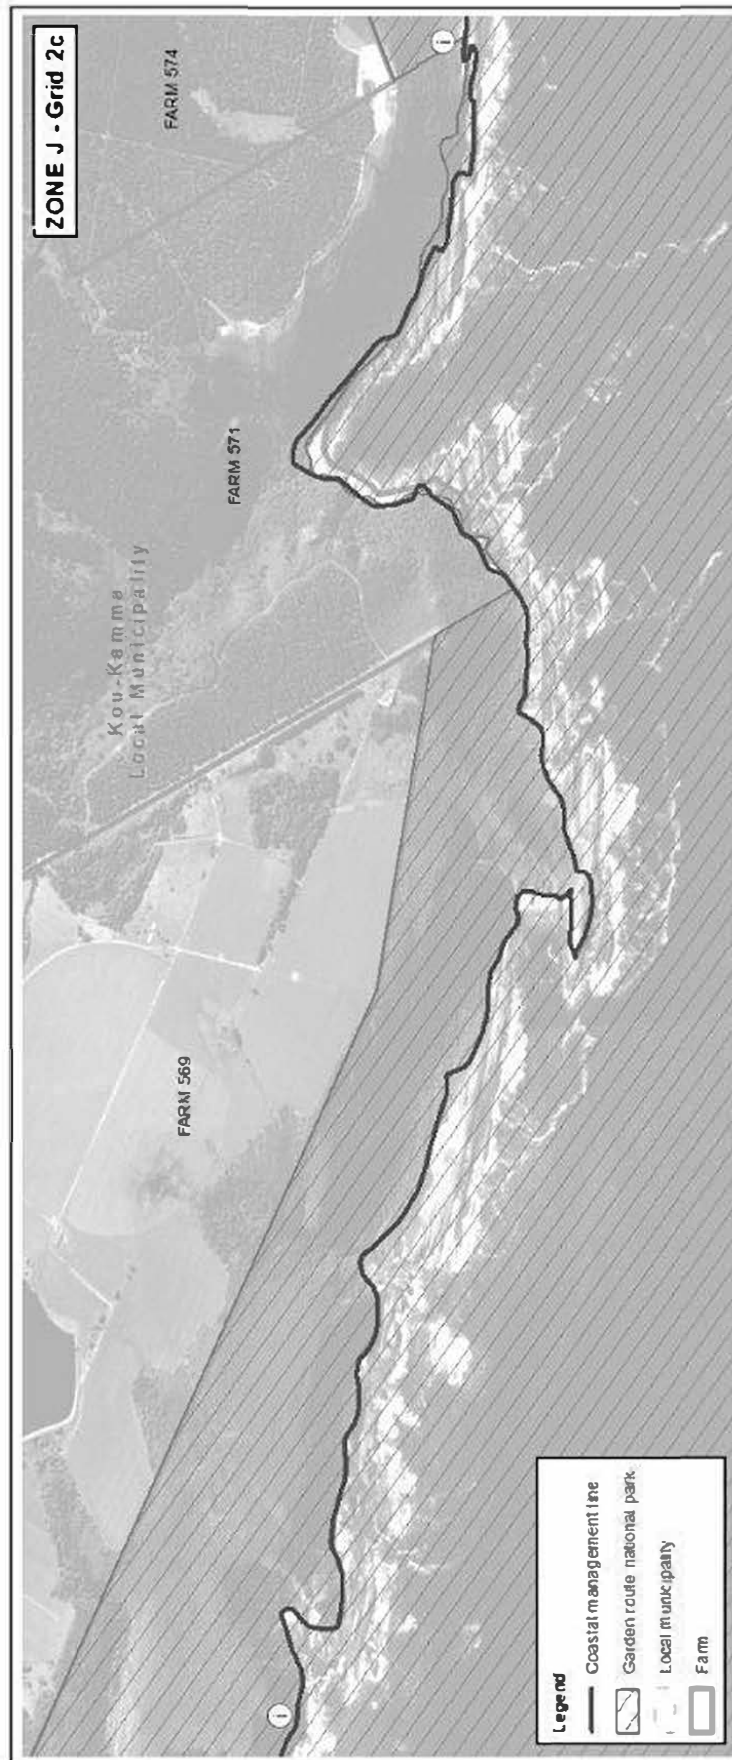 ZONE J - Grid 2c
FARM 574
FARM 571
Kou-Kamma
Local Municipality
FARM 569
i
i
Legend
Coastal management line
Garden route national park
Local municipality
Farm